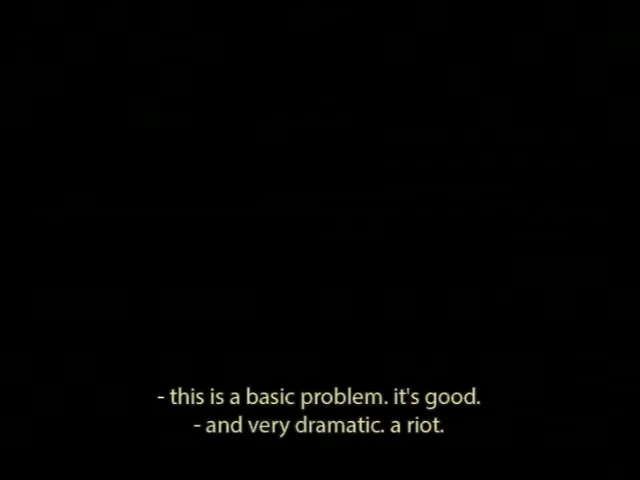 - this is a basic problem. it's good.
- and very dramatic. a riot.